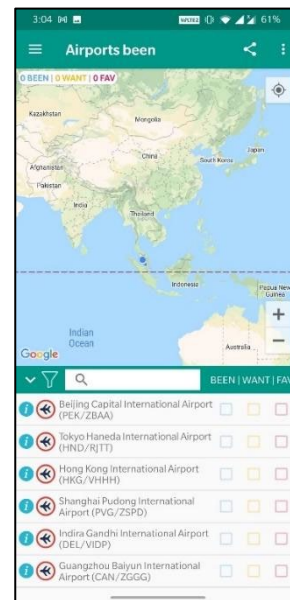 3:04
61%
Airports been
0 BEEN | 0 WANT | 0 FAV
Kazakhstan
Mongolia
Japan
China
South Korea
Afghanistan
Pakistan
India
Thailand
Indonesia
Papua New
Guinea
Indian
Ocean
Australia
Google
BEEN | WANT | FAV
Beijing Capital International Airport
(PEK/ZBAA)
Tokyo Haneda International Airport
(HND/RJTT)
Hong Kong International Airport
(HKG/VHHH)
Shanghai Pudong International
Airport (PVG/ZSPD)
Indira Gandhi International Airport
(DEL/VIDP)
Guangzhou Baiyun International
Airport (CAN/ZGGG)